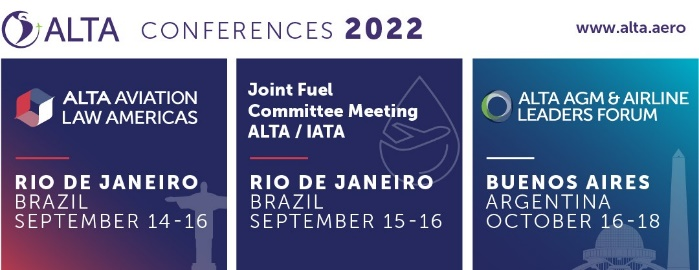 ALTA CONFERENCES 2022
www.alta.aero
ALTA AVIATION
LAW AMERICAS
RIO DE JANEIRO
BRAZIL
SEPTEMBER 14-16
Joint Fuel
Committee Meeting
ALTA / IATA
RIO DE JANEIRO
BRAZIL
SEPTEMBER 15-16
ALTA AGM & AIRLINE
LEADERS FORUM
BUENOS AIRES
ARGENTINA
OCTOBER 16-18